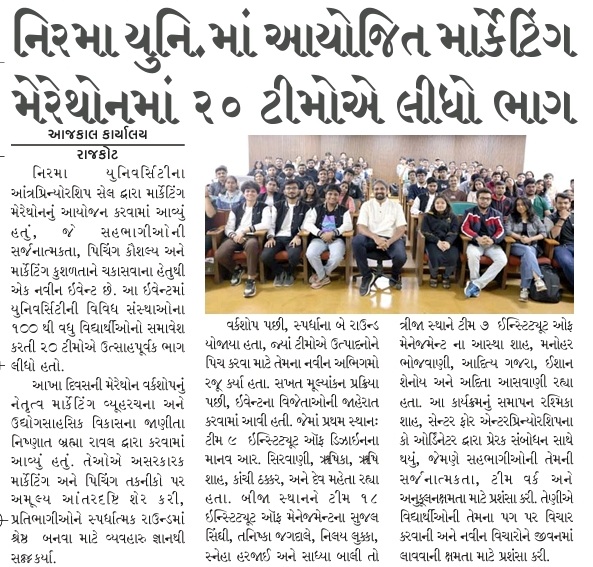 નિરમા યુનિ.માં આયોજિત માર્કેટિંગ
મેરેથોનમાં ૨૦ ટીમોએ લીધો ભાગ
આજકાલ કાર્યાલય
રાજકોટ
નિરમા યુનિવર્સિટીના
આંત્રપ્રિન્યોરશિપ સેલ દ્વારા માર્કેટિંગ
મેરેથોનનું આયોજન કરવામાં આવ્યું
હતું, જે સહભાગીઓની
સર્જનાત્મકતા, પિચિંગ કૌશલ્ય અને
માર્કેટિંગ કુશળતાને ચકાસવાના હેતુથી
એક નવીન ઈવેન્ટ છે. આ ઇવેન્ટમાં
યુનિવર્સિટીની વિવિધ સંસ્થાઓના
૧૦૦ થી વધુ વિદ્યાર્થીઓનો સમાવેશ
કરતી ૨૦ ટીમોએ ઉત્સાહપૂર્વક ભાગ
લીધો હતો.
આખા દિવસની મેરેથોન વર્કશોપનું
નેતૃત્વ માર્કેટિંગ વ્યૂહરચના અને
ઉદ્યોગસાહસિક વિકાસના જાણીતા
નિષ્ણાત બ્રહ્મા રાવલ દ્વારા કરવામાં
આવ્યું હતું. તેઓએ અસરકારક
માર્કેટિંગ અને પિચિંગ તકનીકો પર
અમૂલ્ય આંતરદષ્ટિ શેર કરી,
પ્રતિભાગીઓને સ્પર્ધાત્મક રાઉન્ડમાં
શ્રેષ્ઠ બનવા માટે વ્યવહારુ જ્ઞાનથી
સજ્જ કર્યા.
વર્કશોપ પછી, સ્પર્ધાના બે રાઉન્ડ
યોજાયા હતા, જ્યાં ટીમોએ ઉત્પાદનોને
પિચ કરવા માટે તેમના નવીન અભિગમો
રજૂ કર્યા હતા. સખત મૂલ્યાંકન પ્રક્રિયા
પછી, ઈવેન્ટના વિજેતાઓની જાહેરાત
કરવામાં આવી હતી. જેમાં પ્રથમ સ્થાનઃ
ટીમ ૯ ઈન્સ્ટિટ્યૂટ ઑફ ડિઝાઈનના
માનવ આર. સિરવાણી, ઋષિકા, ઋષિ
શાહ, કાંચી ઠક્કર, અને દેવ મહેતા રહ્યા
હતા. બીજા સ્થાનને ટીમ ૧૮
ઈન્સ્ટિટ્યૂટ ઑફ મેનેજમેન્ટના સુજલ
સિંઘી, તનિષ્કા જગદાલે, નિલય લુક્કા,
સ્નેહા હરજાઈ અને સાધ્યા બાલી તો
ત્રીજા સ્થાને ટીમ ૭ ઈન્સ્ટિટ્યૂટ ઓફ
મેનેજમેન્ટ ના આસ્થા શાહ, મનોહર
ભોજવાણી, આદિત્ય ગજરા, ઈશાન
શેનોય અને અદિતા આસવાણી રહ્યા
હતા. આ કાર્યક્રમનું સમાપન રશ્મિકા
શાહ, સેન્ટર ફોર એન્ટરપ્રિન્યોરશિપના
કો ઓર્ડિનેટર દ્વારા પ્રેરક સંબોધન સાથે
થયું, જેમણે સહભાગીઓની તેમની
સર્જનાત્મકતા, ટીમ વર્ક અને
અનુકૂલનક્ષમતા માટે પ્રશંસા કરી. તેણીએ
વિદ્યાર્થીઓની તેમના પગ પર વિચાર
કરવાની અને નવીન વિચારોને જીવનમાં
લાવવાની ક્ષમતા માટે પ્રશંસા કરી.